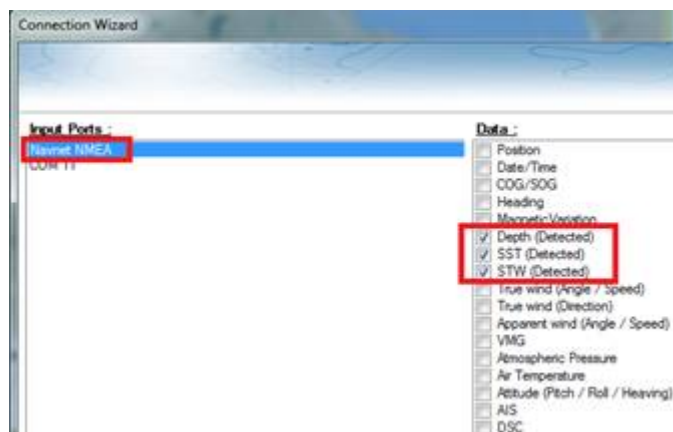 Connection Wizard
Input Ports :
Navnet NMEA
COM 11
Data :
Position
Date/Time
COG/SOG
Heading
Magnetic Variation
Depth (Detected)
SST (Detected)
STW (Detected)
True wind (Angle / Speed)
True wind (Direction)
Apparent wind (Angle / Speed)
VMG
Atmospheric Pressure
Air Temperature
Attitude (Pitch / Roll / Heaving)
AIS
DSC